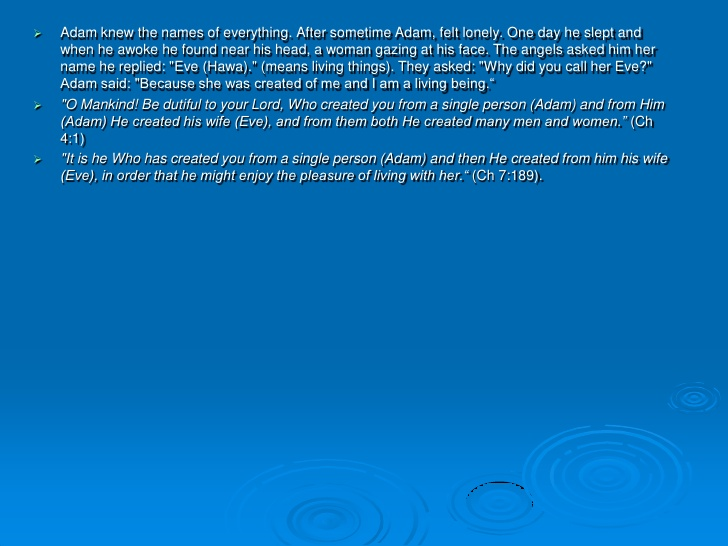 Adam knew the names of everything. After sometime Adam, felt lonely. One day he slept and
when he awoke he found near his head, a woman gazing at his face. The angels asked him her
name he replied: "Eve (Hawa)." (means living things). They asked: "Why did you call her Eve?"
Adam said: "Because she was created of me and I am a living being.“
"O Mankind! Be dutiful to your Lord, Who created you from a single person (Adam) and from Him
(Adam) He created his wife (Eve), and from them both He created many men and women.” (Ch
4:1)
"It is he Who has created you from a single person (Adam) and then He created from him his wife
(Eve), in order that he might enjoy the pleasure of living with her.“ (Ch 7:189).